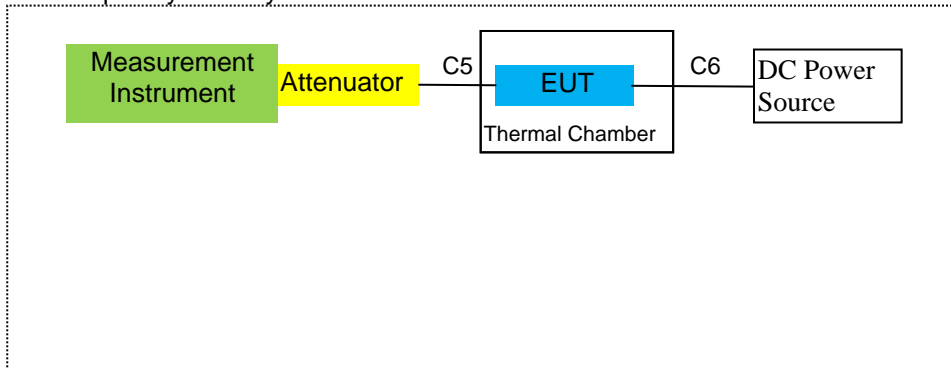 Measurement
Instrument
Attenuator
C5
EUT
Thermal Chamber
C6
DC Power
Source